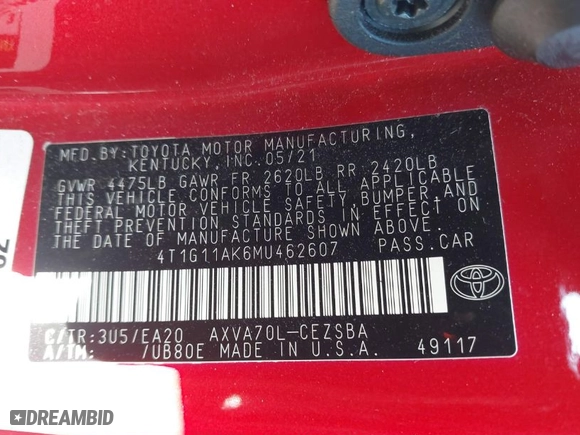 MFD.BY:TOYOTA MOTOR MANUFACTURING,
KENTUCKY, INC.05/21
GVWR 4475LB GAWR FR 2620LB RR 2420LB
THIS VEHICLE CONFORMS TO ALL APPLICABLE
FEDERAL MOTOR VEHICLE SAFETY, BUMPER, AND
THEFT PREVENTION STANDARDS IN EFFECT ON
THE DATE OF MANUFACTURE SHOWN ABOVE.
4T1G11AK6MU462607 PASS.CAR
C/TR:3U5/EA20 AXVA70L-CEZSBA
A/TM: /UB80E MADE IN U.S.A. 49117
DREAMBID